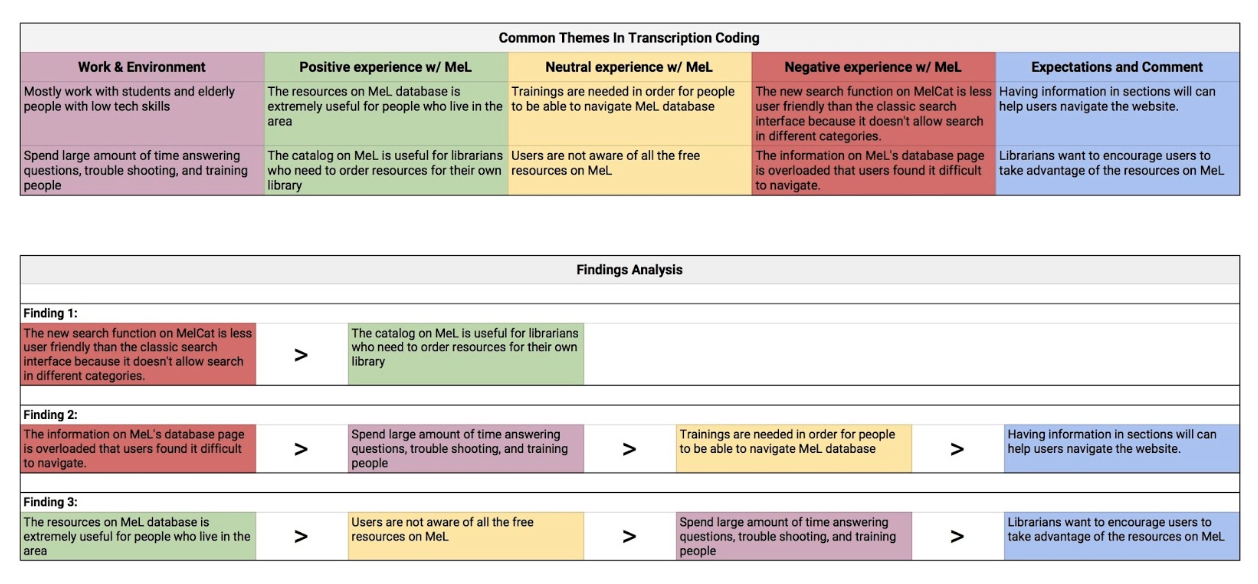 Common Themes In Transcription Coding
Work & Environment
Positive experience w/ MeL
Neutral experience w/ MeL
Negative experience w/ MeL
Expectations and Comment
Mostly work with students and elderly
people with low tech skills
The resources on MeL database is
extremely useful for people who live in the
area
Trainings are needed in order for people
to be able to navigate MeL database
The new search function on MelCat is less
user friendly than the classic search
interface because it doesn't allow search
in different categories.
Having information in sections will can
help users navigate the website.
Spend large amount of time answering
questions, trouble shooting, and training
people
The catalog on MeL is useful for librarians
who need to order resources for their own
library
Users are not aware of all the free
resources on MeL
The information on MeL's database page
is overloaded that users found it difficult
to navigate.
Librarians want to encourage users to
take advantage of the resources on MeL
Findings Analysis
Finding 1:
The new search function on MelCat is less
user friendly than the classic search
interface because it doesn't allow search
in different categories.
>
The catalog on MeL is useful for librarians
who need to order resources for their own
library
Finding 2:
The information on MeL's database page
is overloaded that users found it difficult
to navigate.
>
Spend large amount of time answering
questions, trouble shooting, and training
people
>
Trainings are needed in order for people
to be able to navigate MeL database
>
Having information in sections will can
help users navigate the website.
Finding 3:
The resources on MeL database is
extremely useful for people who live in the
area
>
Users are not aware of all the free
resources on MeL
>
Spend large amount of time answering
questions, trouble shooting, and training
people
>
Librarians want to encourage users to
take advantage of the resources on MeL